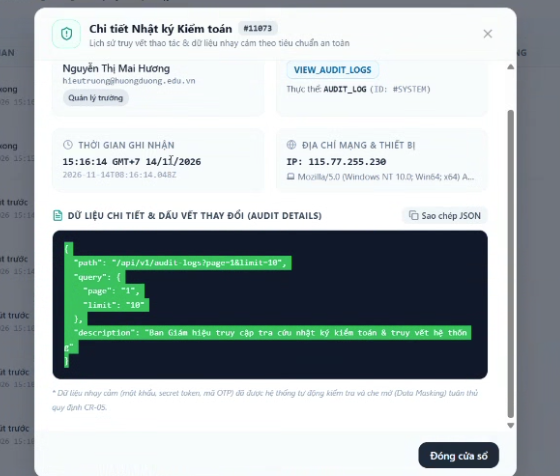 Chi tiết Nhật ký Kiểm toán #11073
Lịch sử truy vết thao tác & dữ liệu nhạy cảm theo tiêu chuẩn an toàn
Nguyễn Thị Mai Hương
hieutruong@huongduong.edu.vn
Quản lý trường
VIEW_AUDIT_LOGS
Thực thể: AUDIT_LOG (ID: #SYSTEM)
THỜI GIAN GHI NHẬN
15:16:14 GMT+7 14/11/2026
2026-11-14T08:16:14.048Z
ĐỊA CHỈ MẠNG & THIẾT BỊ
IP: 115.77.255.230
Mozilla/5.0 (Windows NT 10.0; Win64; x64) A...
DỮ LIỆU CHI TIẾT & DẤU VẾT THAY ĐỔI (AUDIT DETAILS)
Sao chép JSON
{
"path": "/api/v1/audit-logs?page=1&limit=10",
"query": {
"page": "1",
"limit": "10"
},
"description": "Ban Giám hiệu truy cập tra cứu nhật ký kiểm toán & truy vết hệ thốn
g"
}
* Dữ liệu nhạy cảm (mật khẩu, secret token, mã OTP) đã được hệ thống tự động kiểm tra và che mờ (Data Masking) tuân thủ
quy định CR-06.
Đóng cửa sổ